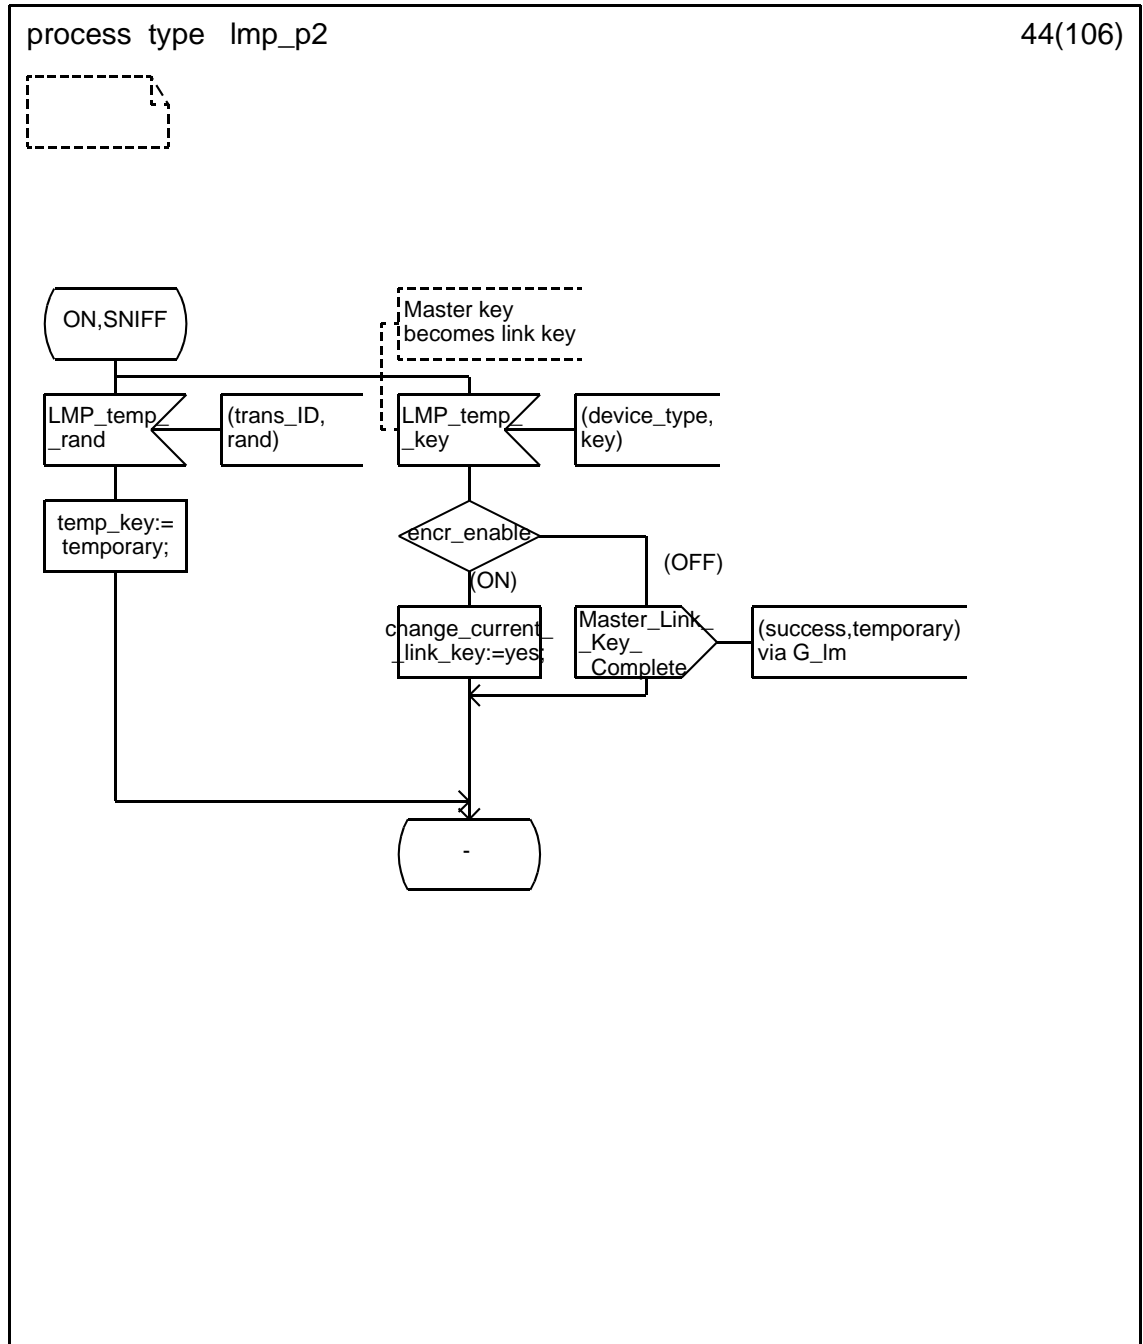 process type lmp_p2
44(106)
ON,SNIFF
Master key
becomes link key
LMP_temp_
_rand
(trans_ID,
rand)
LMP_temp_
_key
(device_type,
key)
temp_key:=
temporary;
encr_enable
(ON)
(OFF)
change_current_
_link_key:=yes;
Master_Link_
_Key_
_Complete
(success,temporary)
via G_lm
-